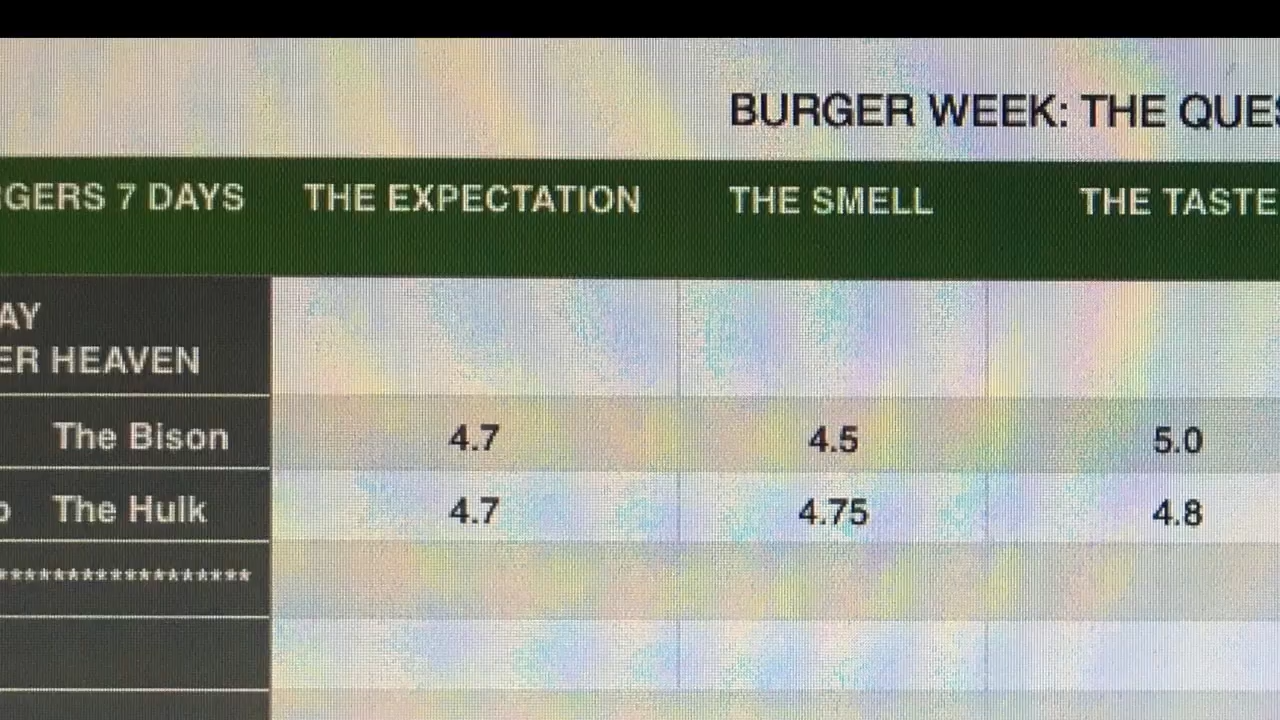 BURGER WEEK: THE QUES
GERS 7 DAYS THE EXPECTATION THE SMELL THE TASTE
AY
ER HEAVEN
The Bison 4.7 4.5 5.0
The Hulk 4.7 4.75 4.8
******************